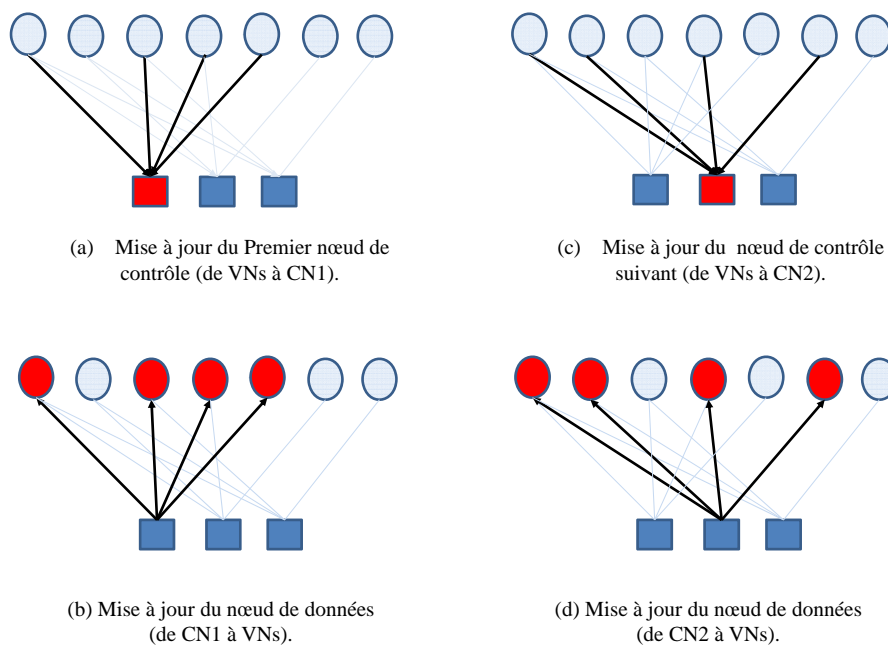 (a) Mise à jour du Premier nœud de
contrôle (de VNs à CN1).
(c) Mise à jour du nœud de contrôle
suivant (de VNs à CN2).
(b) Mise à jour du nœud de données
(de CN1 à VNs).
(d) Mise à jour du nœud de données
(de CN2 à VNs).